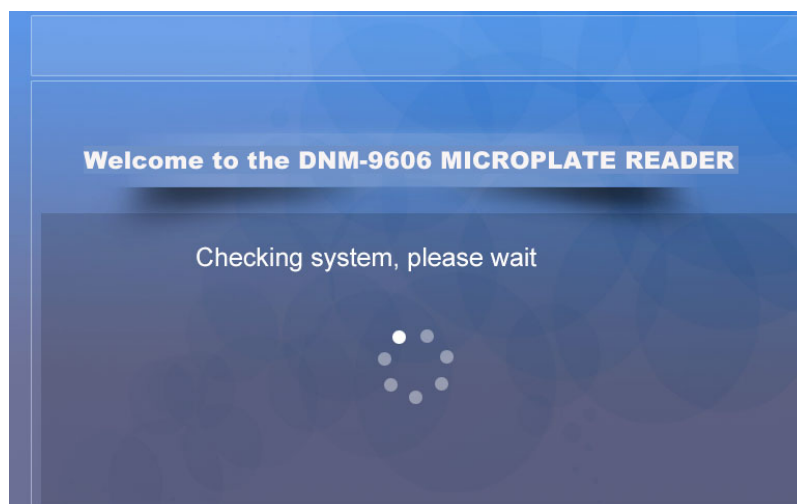 Welcome to the DNM-9606 MICROPLATE READER
Checking system, please wait